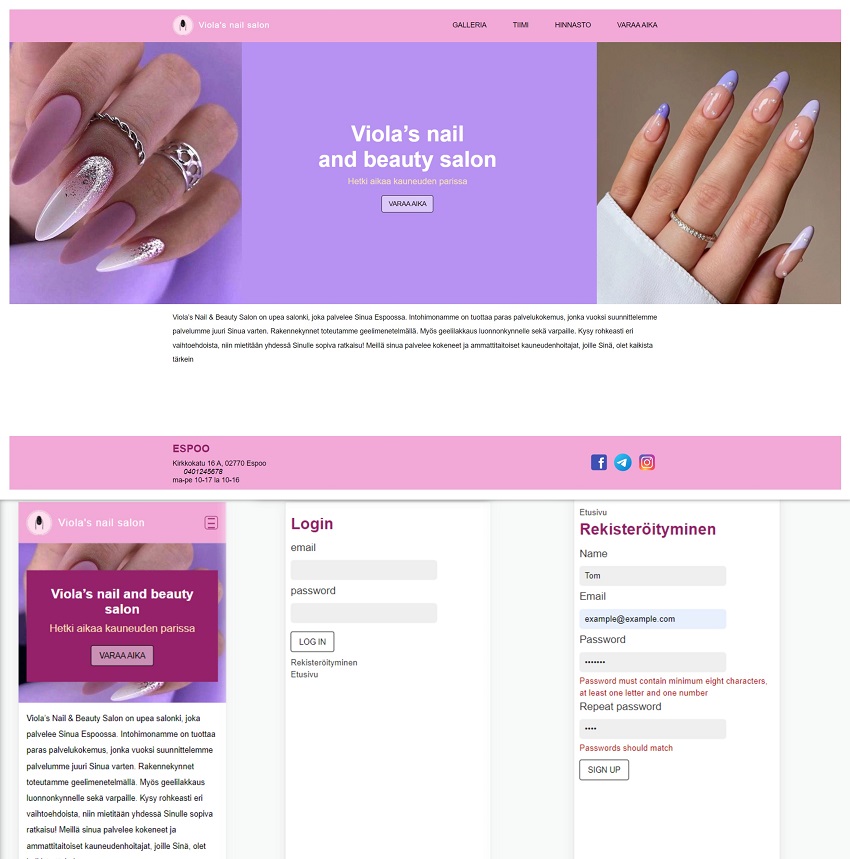 Viola's nail salon
GALLERIA TIIMI HINNASTO VARAA AIKA
Viola's nail
and beauty salon
Hetki aikaa kauneuden parissa
VARAA AIKA
Viola's Nail & Beauty Salon on upea salonki, joka palvelee Sinua Espoossa. Intohimonamme on tuottaa paras palvelukokemus, jonka vuoksi suunnittelemme
palvelumme juuri Sinua varten. Rakennekynnet toteutamme geelimenetelmällä. Myös geelilakkaus luonnonkynnelle sekä varpaille. Kysy rohkeasti eri
vaihtoehdoista, niin mietitään yhdessä Sinulle sopiva ratkaisu! Meillä sinua palvelee kokeneet ja ammattitaitoiset kauneudenhoitajat, joille Sinä, olet kaikista
tärkein
ESPOO
Kirkkokatu 16 A, 02770 Espoo
0401245678
ma-pe 10-17 la 10-16
Viola's nail salon
Viola's nail and beauty
salon
Hetki aikaa kauneuden parissa
VARAA AIKA
Viola's Nail & Beauty Salon on upea salonki, joka
palvelee Sinua Espoossa. Intohimonamme on tuottaa
paras palvelukokemus, jonka vuoksi suunnittelemme
palvelumme juuri Sinua varten. Rakennekynnet
toteutamme geelimenetelmällä. Myös geelilakkaus
luonnonkynnelle sekä varpaille. Kysy rohkeasti eri
vaihtoehdoista, niin mietitään yhdessä Sinulle sopiva
ratkaisu! Meillä sinua palvelee kokeneet ja
ammattitaitoiset kauneudenhoitajat, joille Sinä, olet
Login
email
password
LOG IN
Rekisteröityminen
Etusivu
Etusivu
Rekisteröityminen
Name
Tom
Email
example@example.com
Password
•••••••
Password must contain minimum eight characters,
at least one letter and one number
Repeat password
••••
Passwords should match
SIGN UP